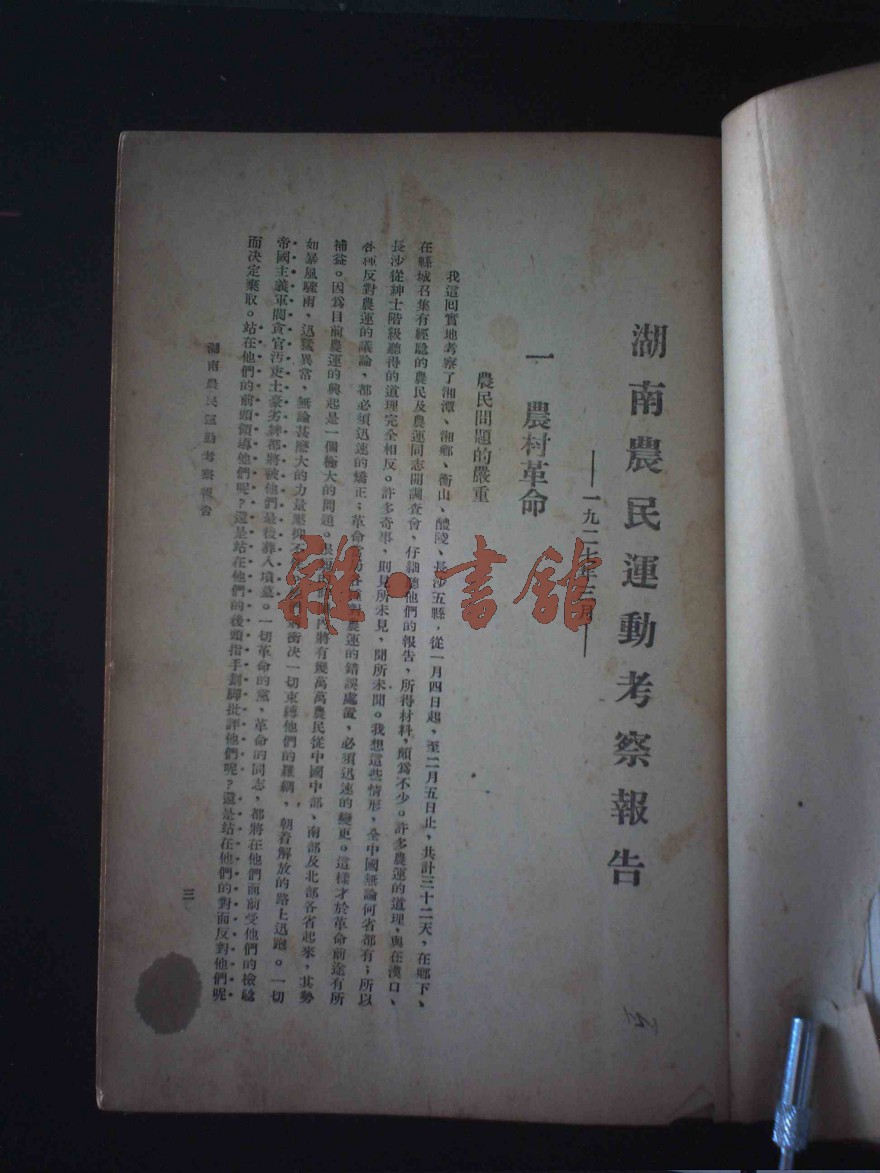 湖南農民運動考察報告
——一九二七年三月——
一 農村革命
農民問題的嚴重
我這回實地考察了湘潭、湘鄉、衡山、醴陵、長沙五縣,從一月四日起,至二月五日止,共計三十二天,在鄉下、
在縣城召集有經驗的農民及農運同志開調查會,仔細聽他們的報告,所得材料,頗爲不少。許多農運的道理,與在漢口、
長沙從紳士階級聽得的道理完全相反。許多奇事,則見所未見,聞所未聞。我想這些情形,全中國無論何省都有;所以
各種反對農運的議論,都必須迅速的矯正;革命當局各種對農運的錯誤處置,必須迅速的變更。這樣才於革命前途有所
補益。因爲目前農運的興起是一個極大的問題。很短的時間內將有幾萬萬農民從中國中部、南部及北部各省起來,其勢
如暴風驟雨,迅猛異常,無論甚麽大的力量壓抑不 衝决一切束縛他們的羅網,朝着解放的路上迅跑。一切
帝國主義軍閥貪官污吏土豪劣紳都將被他們最後葬入墳墓。一切革命的黨,革命的同志,都將在他們面前受他們的檢驗
而決定棄取。站在他們的前頭領導他們呢?還是站在他們的後頭指手劃脚批評他們呢?還是站在他們的對面反對他們呢
湖南農民運動考察報告
三
雜·書館